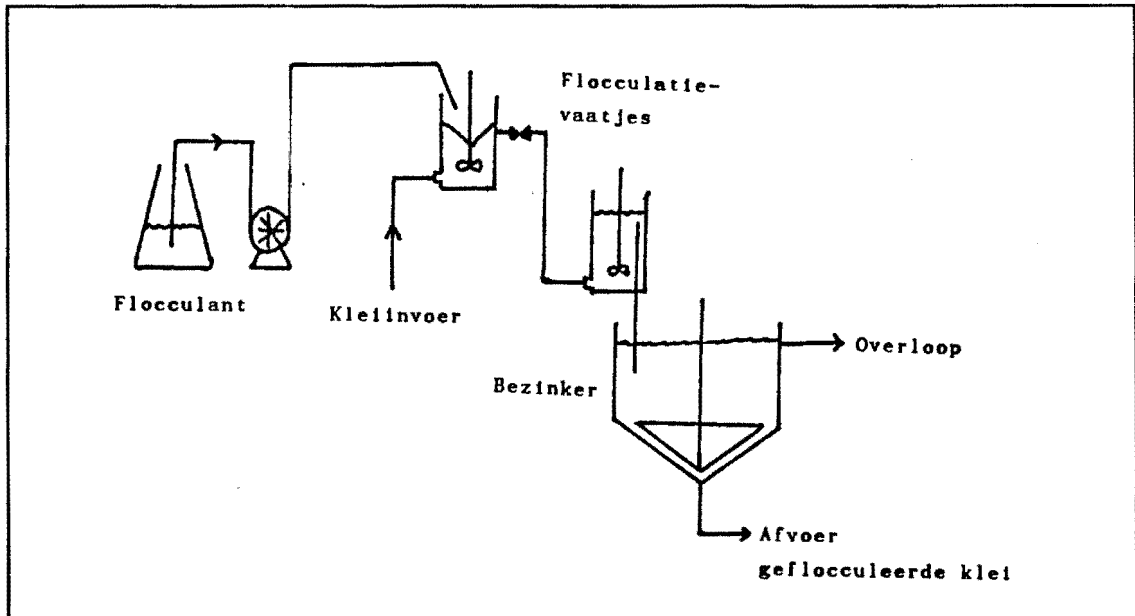 Flocculatie-
vaatjes
Flocculant
Kleiinvoer
Overloop
Bezinker
Afvoer
geflocculeerde klei